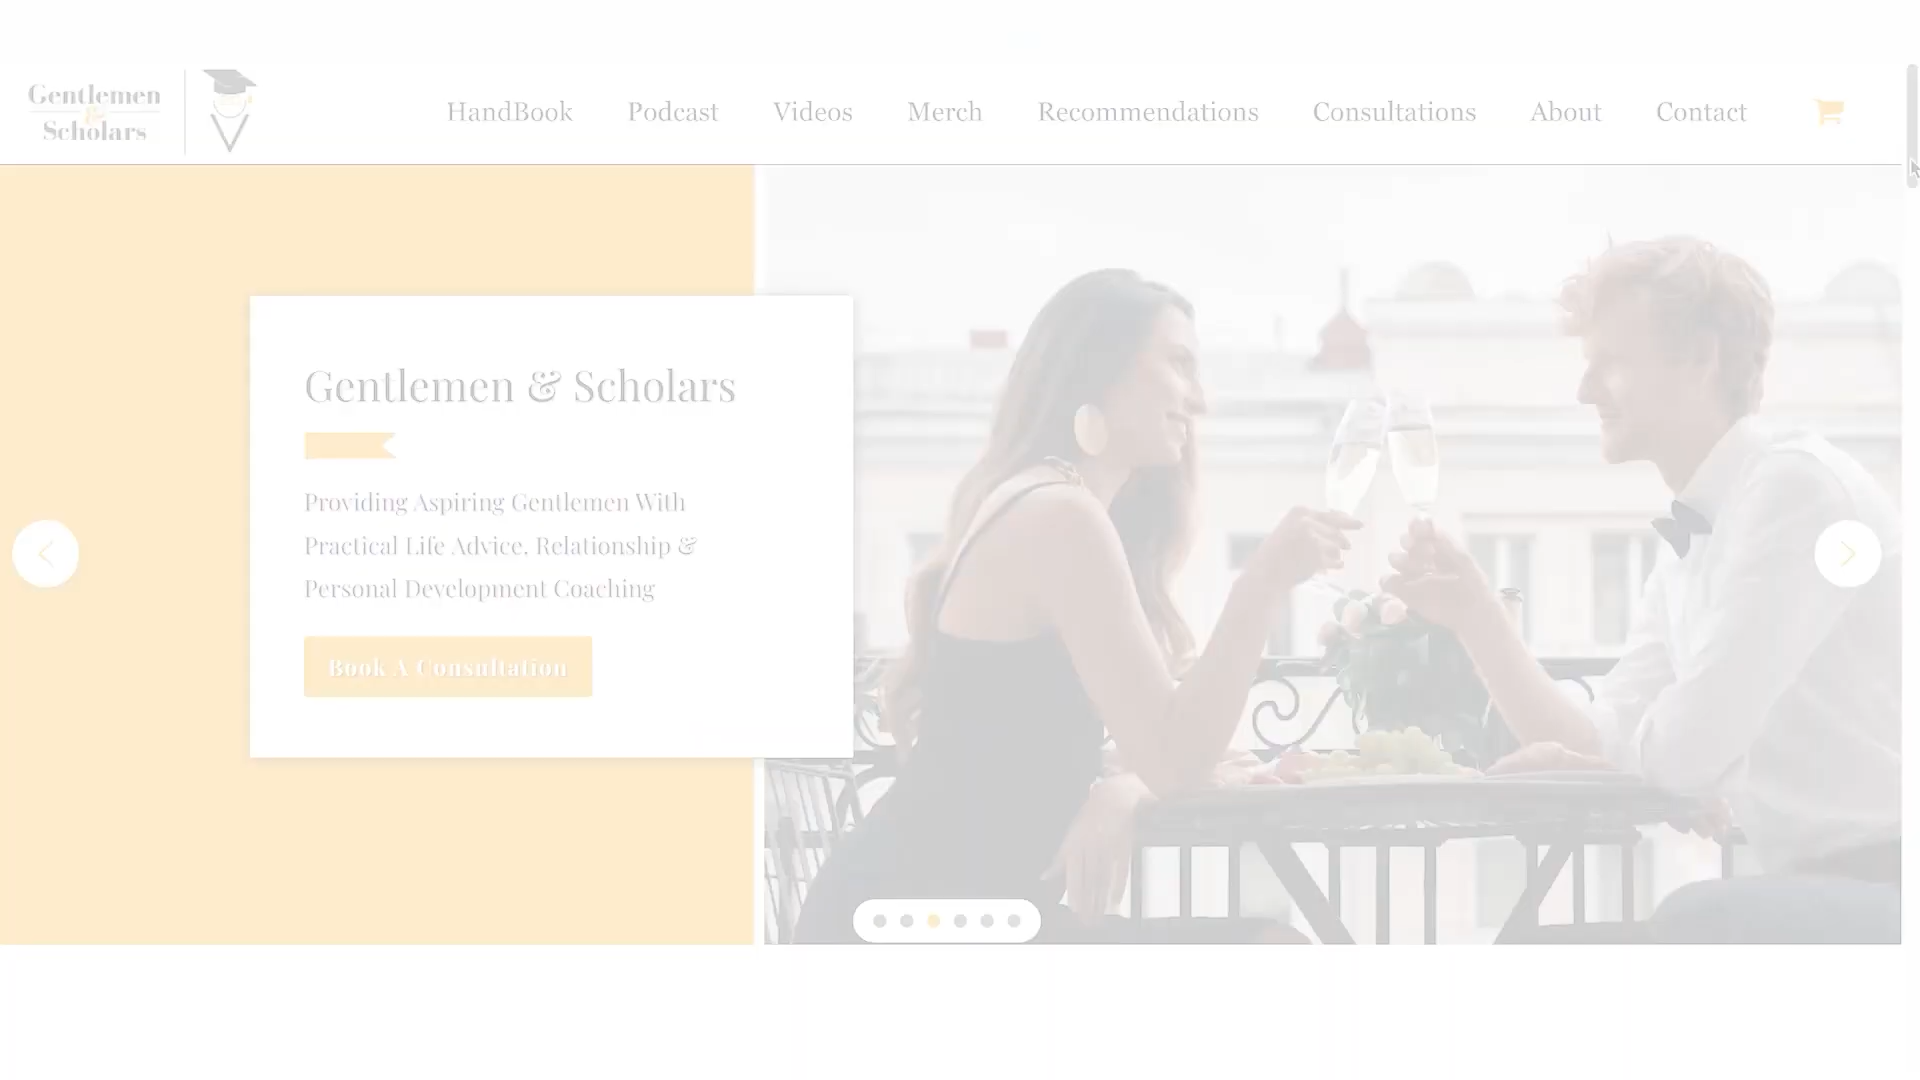 Gentlemen
&
Scholars
HandBook
Podcast
Videos
Merch
Recommendations
Consultations
About
Contact
Gentlemen & Scholars
Providing Aspiring Gentlemen With
Practical Life Advice, Relationship &
Personal Development Coaching
Book A Consultation